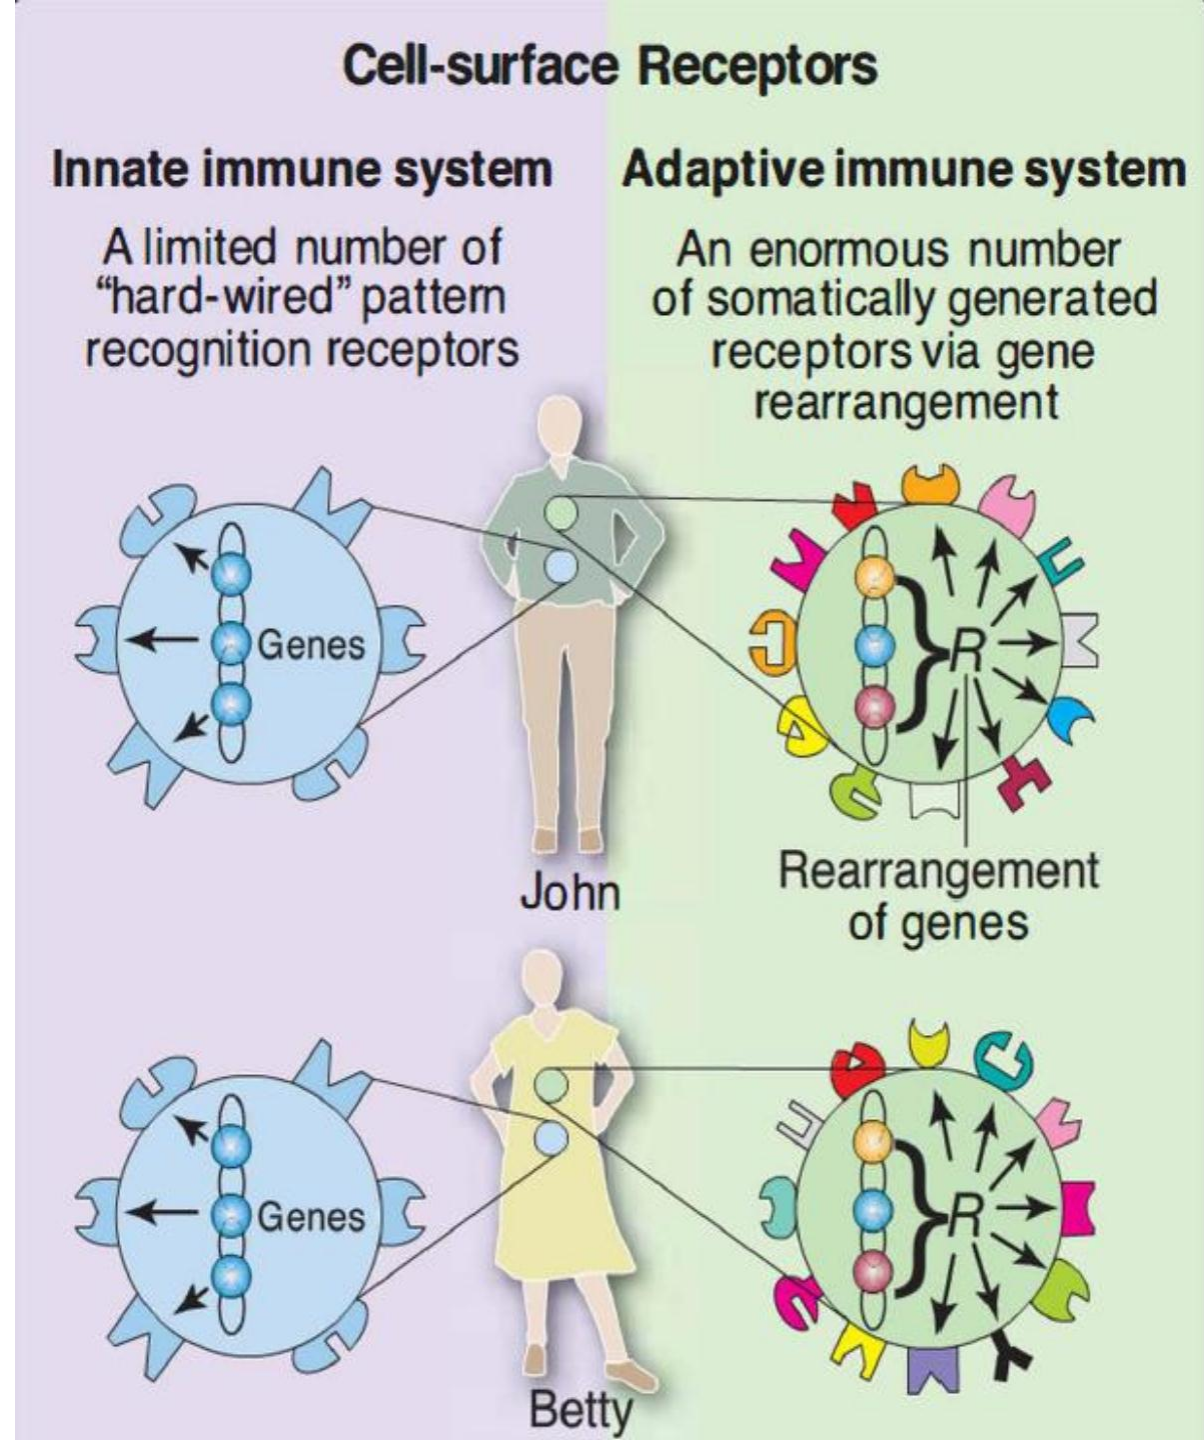 Cell-surface Receptors
Innate immune system
A limited number of
“hard-wired” pattern
recognition receptors
Adaptive immune system
An enormous number
of somatically generated
receptors via gene
rearrangement
Genes
R
John
Rearrangement
of genes
Genes
R
Betty